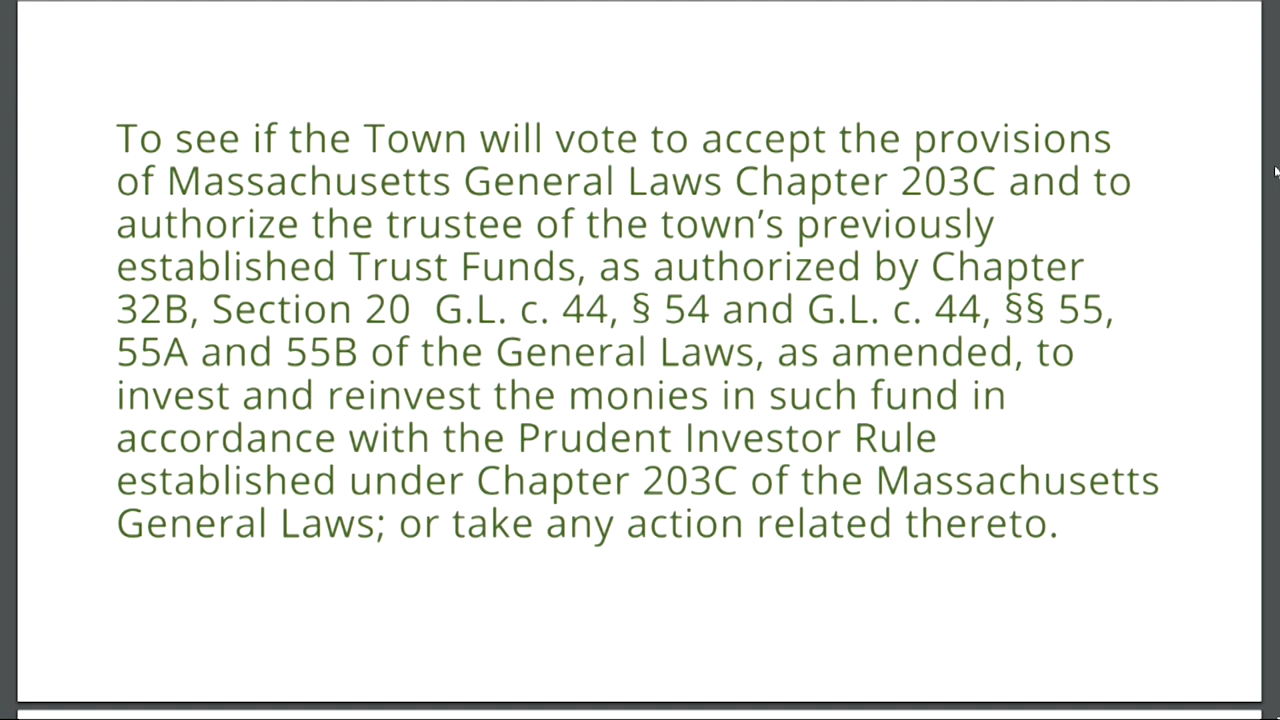 To see if the Town will vote to accept the provisions
of Massachusetts General Laws Chapter 203C and to
authorize the trustee of the town’s previously
established Trust Funds, as authorized by Chapter
32B, Section 20  G.L. c. 44, § 54 and G.L. c. 44, §§ 55,
55A and 55B of the General Laws, as amended, to
invest and reinvest the monies in such fund in
accordance with the Prudent Investor Rule
established under Chapter 203C of the Massachusetts
General Laws; or take any action related thereto.